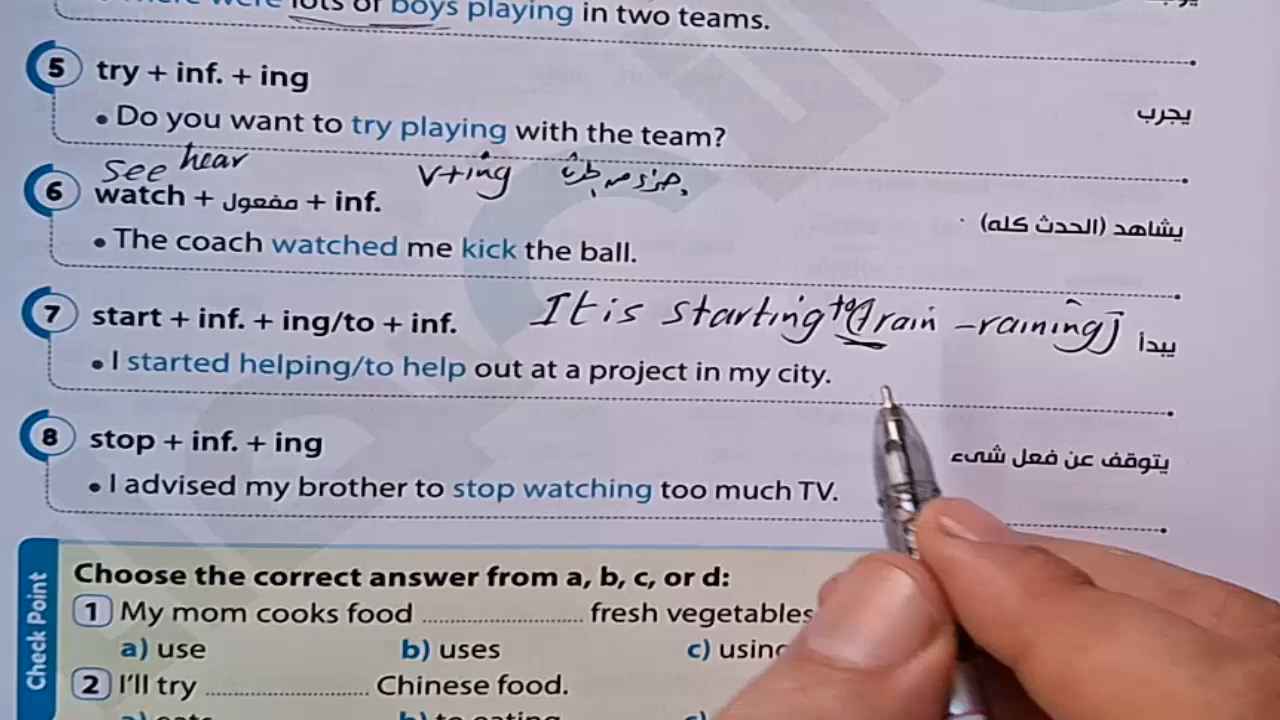 lots of boys playing in two teams.
5 try + inf. + ing
يجرب
• Do you want to try playing with the team?
see hear v+ing جزء من
6 watch + مفعول + inf.
يشاهد (الحدث كله)
• The coach watched me kick the ball.
7 start + inf. + ing/to + inf.
It is starting to rain - raining
يبدأ
• I started helping/to help out at a project in my city.
8 stop + inf. + ing
يتوقف عن فعل شىء
• I advised my brother to stop watching too much TV.
Check Point
Choose the correct answer from a, b, c, or d:
1 My mom cooks food .................... fresh vegetables
a) use b) uses c) using
2 I'll try .................... Chinese food.